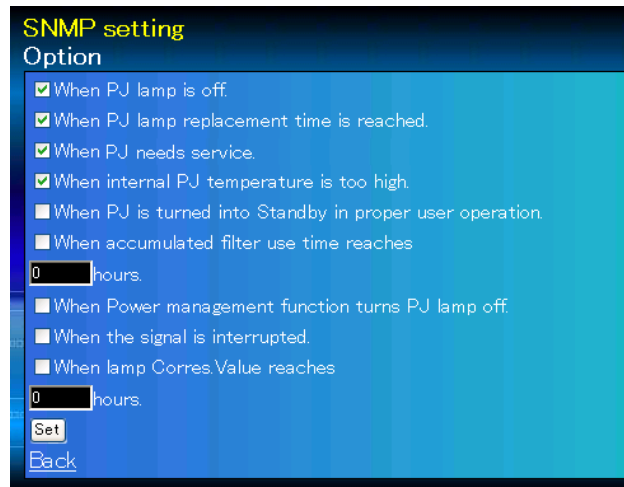 SNMP setting
Option
When PJ lamp is off.
When PJ lamp replacement time is reached.
When PJ needs service.
When internal PJ temperature is too high.
When PJ is turned into Standby in proper user operation.
When accumulated filter use time reaches
0 hours.
When Power management function turns PJ lamp off.
When the signal is interrupted.
When lamp Corres.Value reaches
0 hours.
Set
Back